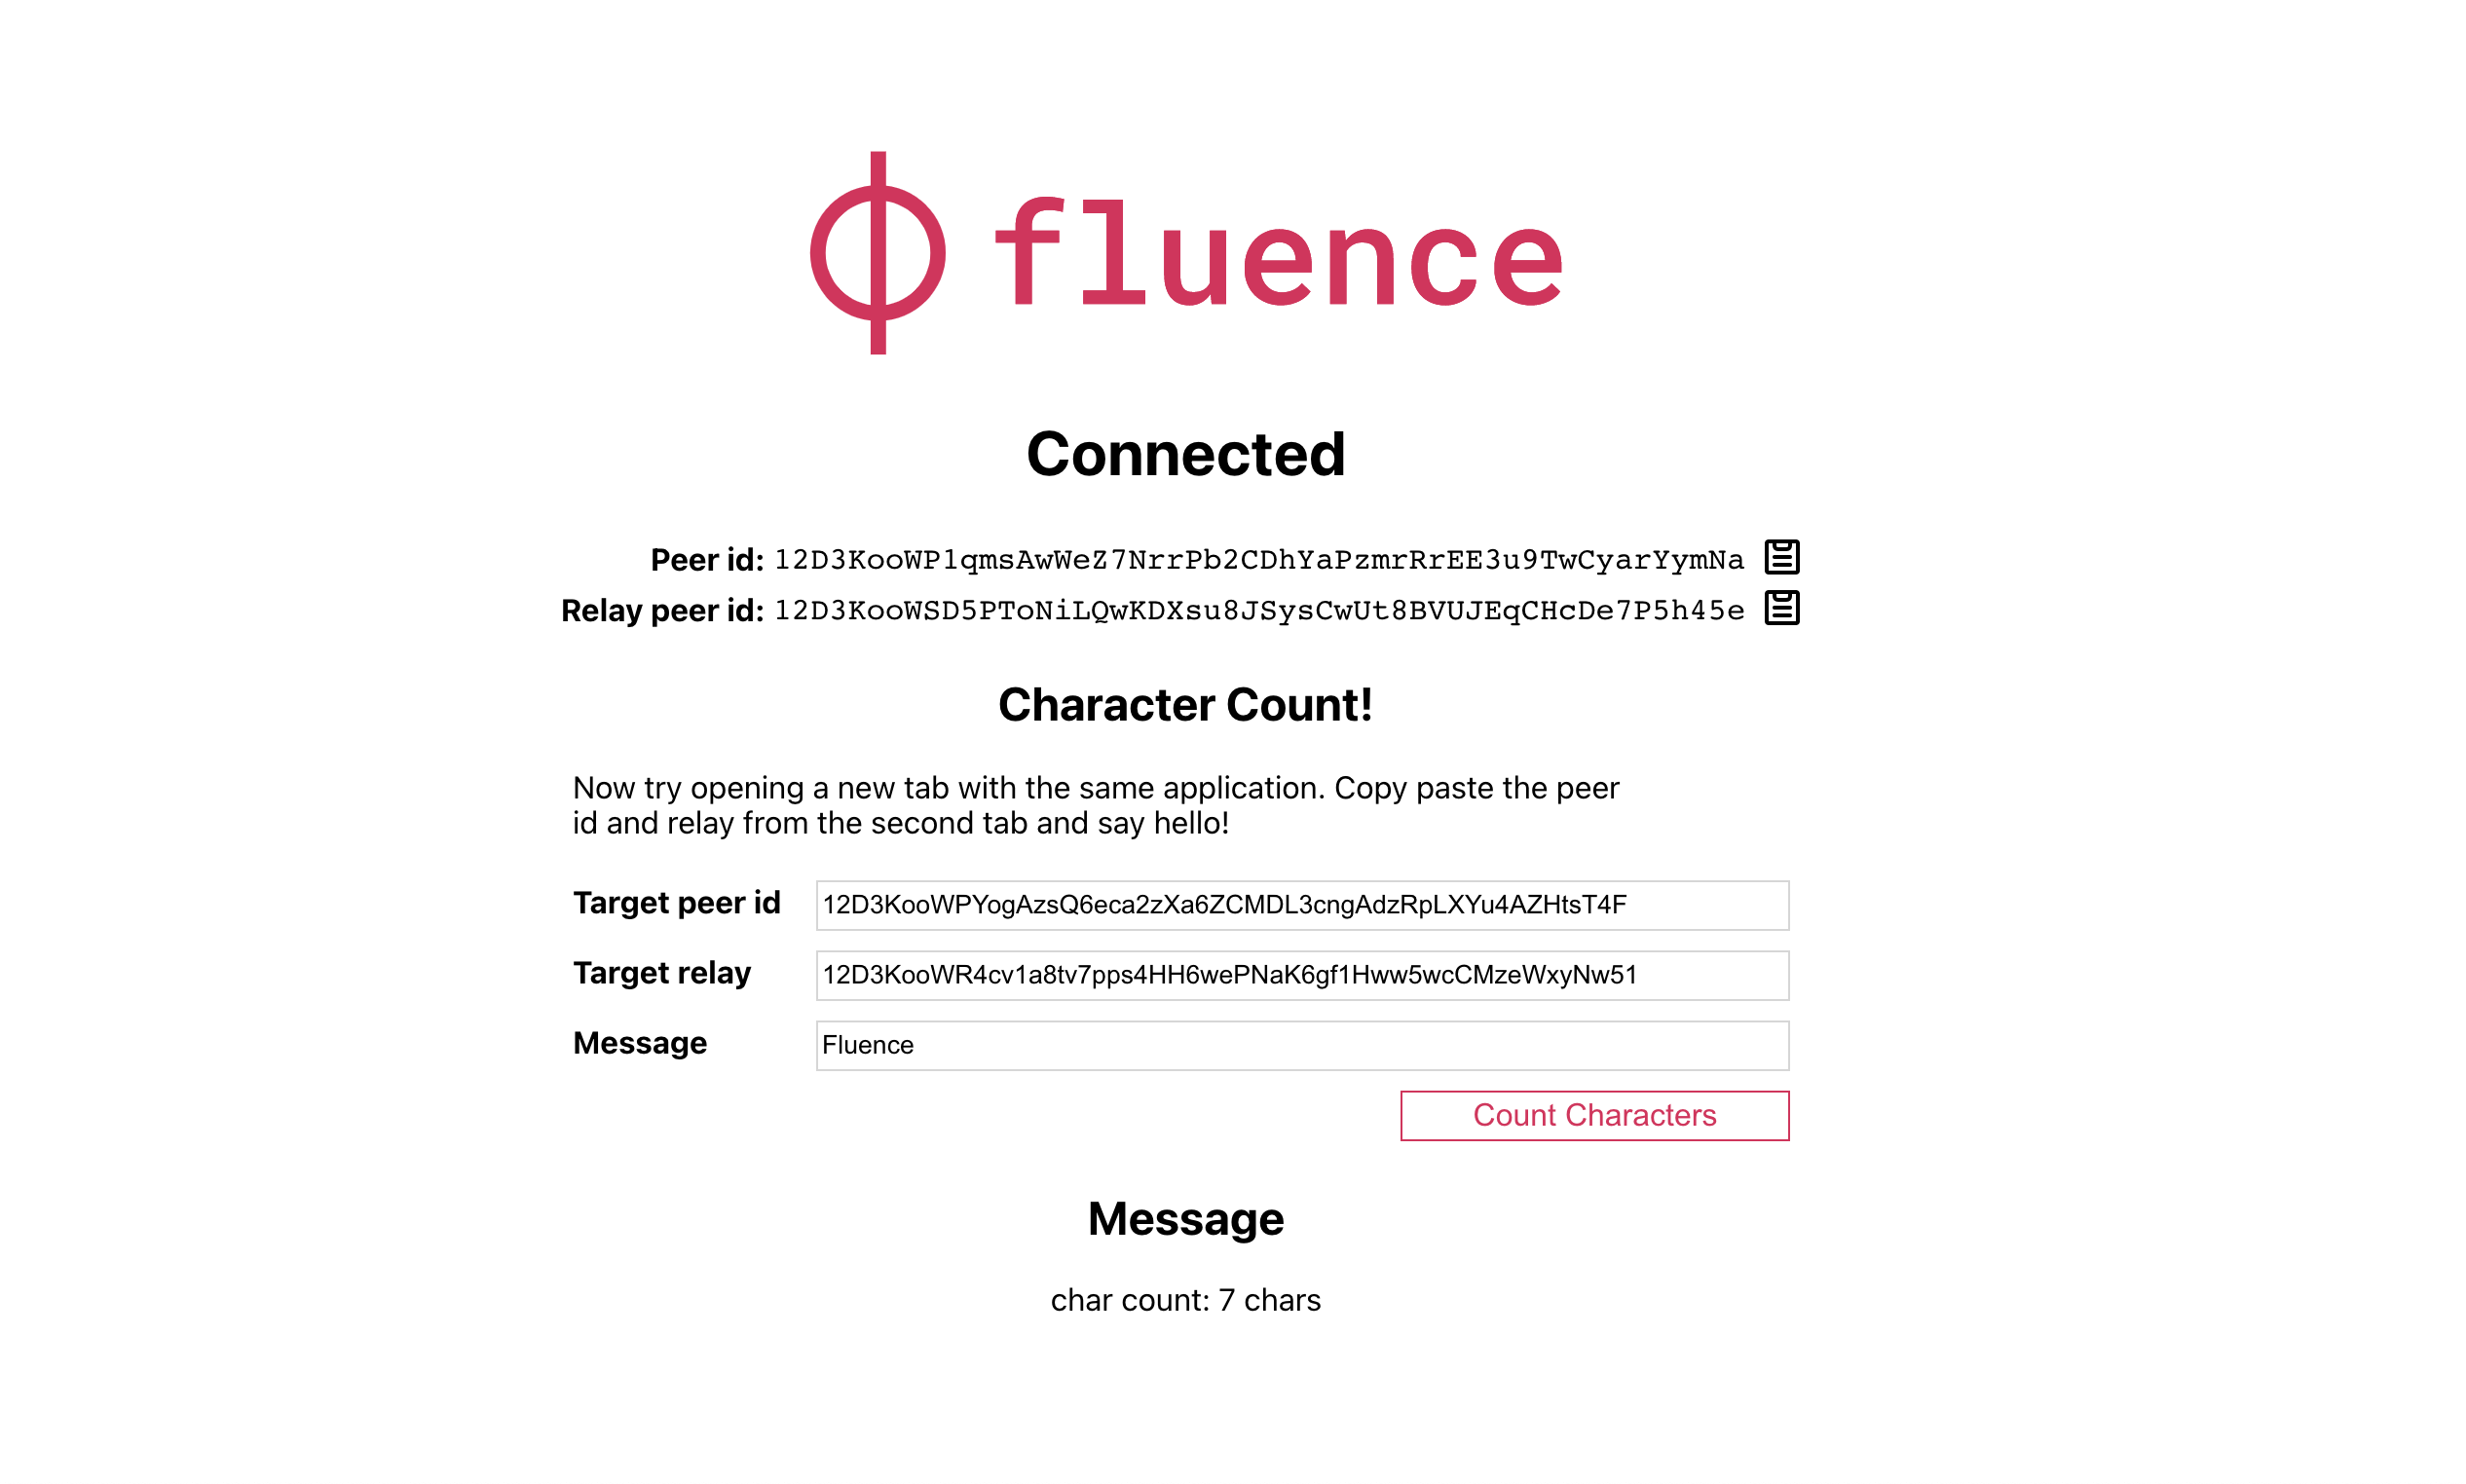 fluence
Connected
Peer id: 12D3KooWP1qmsAwWeZ7NrrPb2CDhYaPzmrRrEE3u9TwCyarYymNa
Relay peer id: 12D3KooWSD5PToNiLQwKDXsu8JSysCwUt8BVUJEqCHcDe7P5h45e
Character Count!
Now try opening a new tab with the same application. Copy paste the peer
id and relay from the second tab and say hello!
Target peer id 12D3KooWPYogAzsQ6eca2zXa6ZCMDL3cngAdzRpLXYu4AZHtsT4F
Target relay 12D3KooWR4cv1a8tv7pps4HH6wePNaK6gf1Hww5wcCMzeWxyNw51
Message Fluence
Count Characters
Message
char count: 7 chars